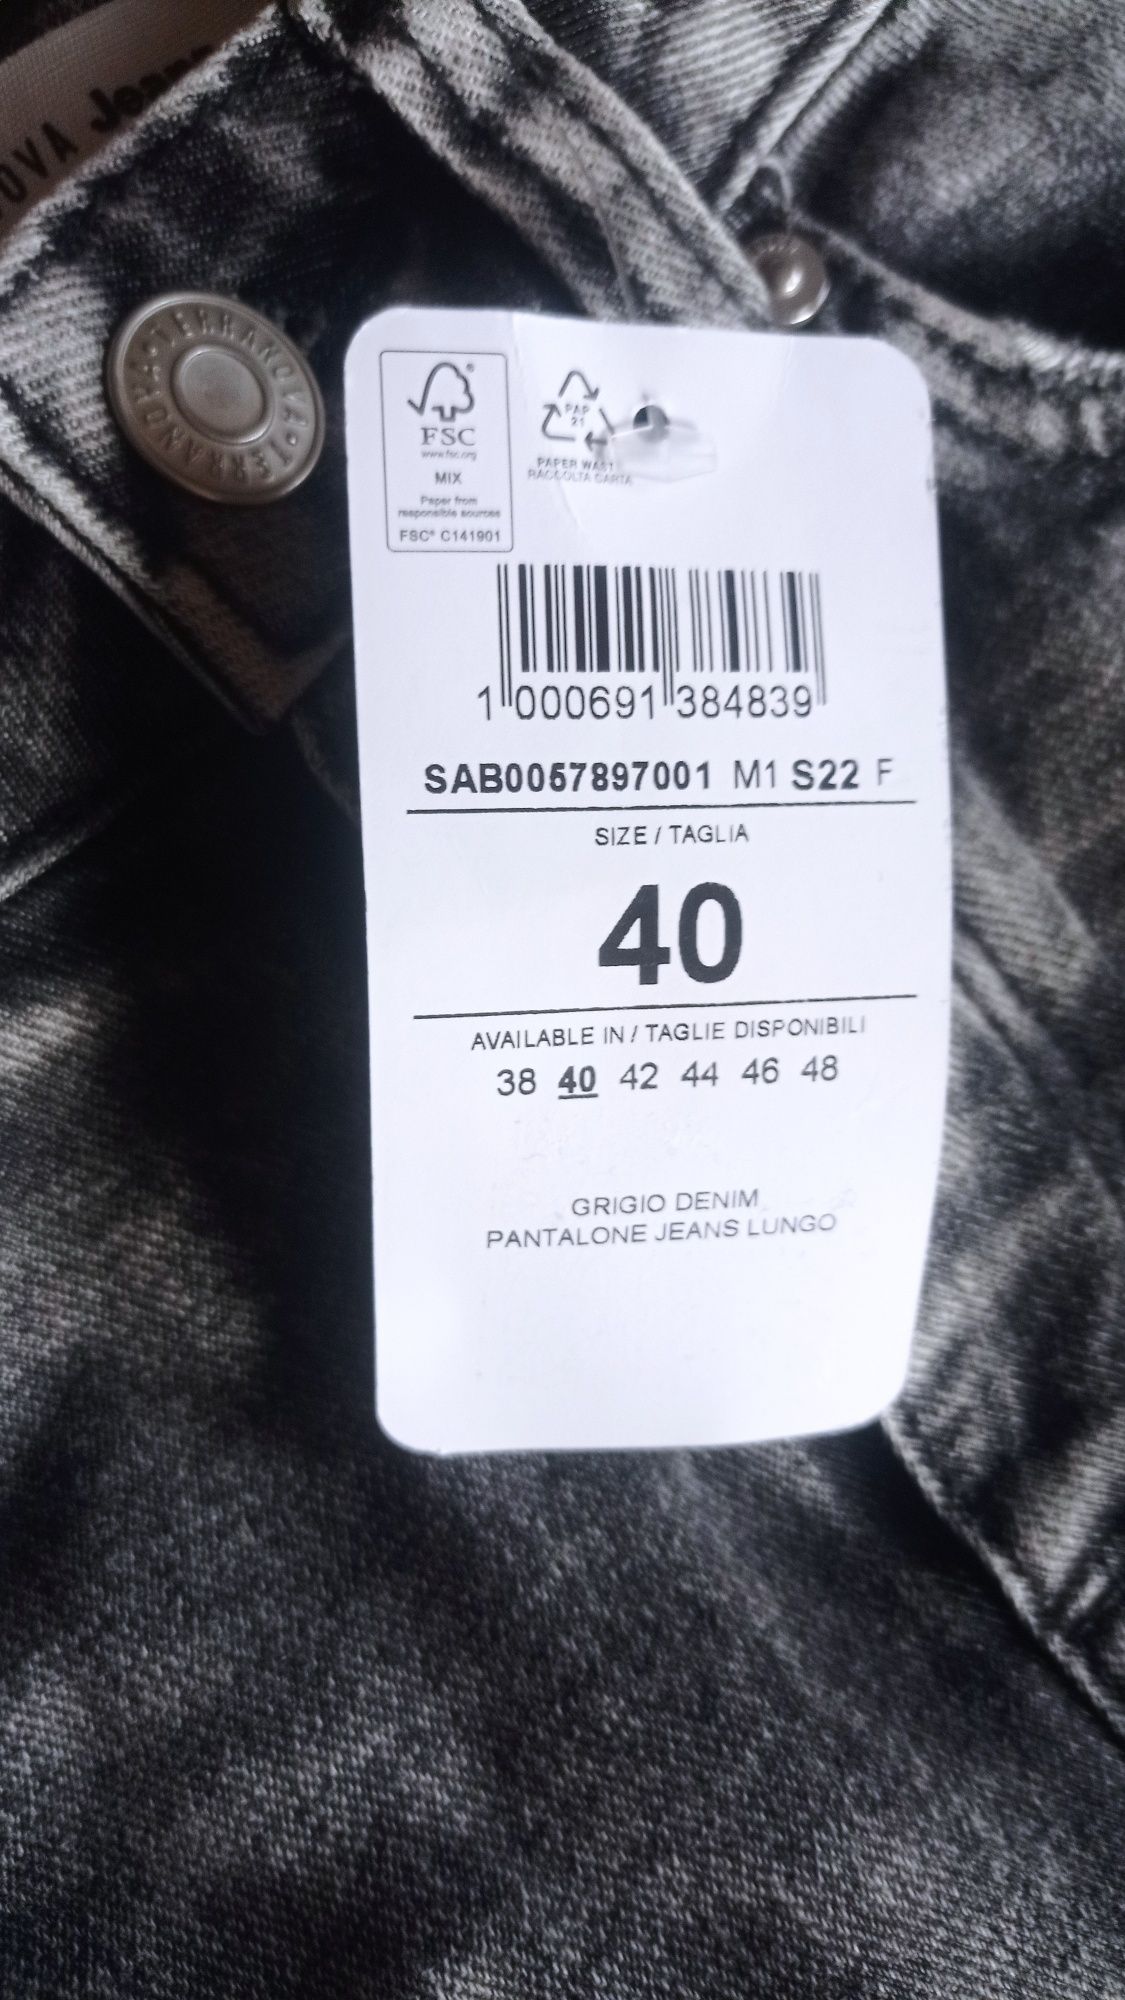 OVA Jeans
TERRANOVA • TERRANOVA •
FSC®
www.fsc.org
MIX
Paper from
responsible sources
FSC® C141901
PAP
21
PAPER WAST
RACCOLTA CARTA
1 000691 384839
SAB0057897001 M1 S22 F
SIZE / TAGLIA
40
AVAILABLE IN / TAGLIE DISPONIBILI
38 40 42 44 46 48
GRIGIO DENIM
PANTALONE JEANS LUNGO